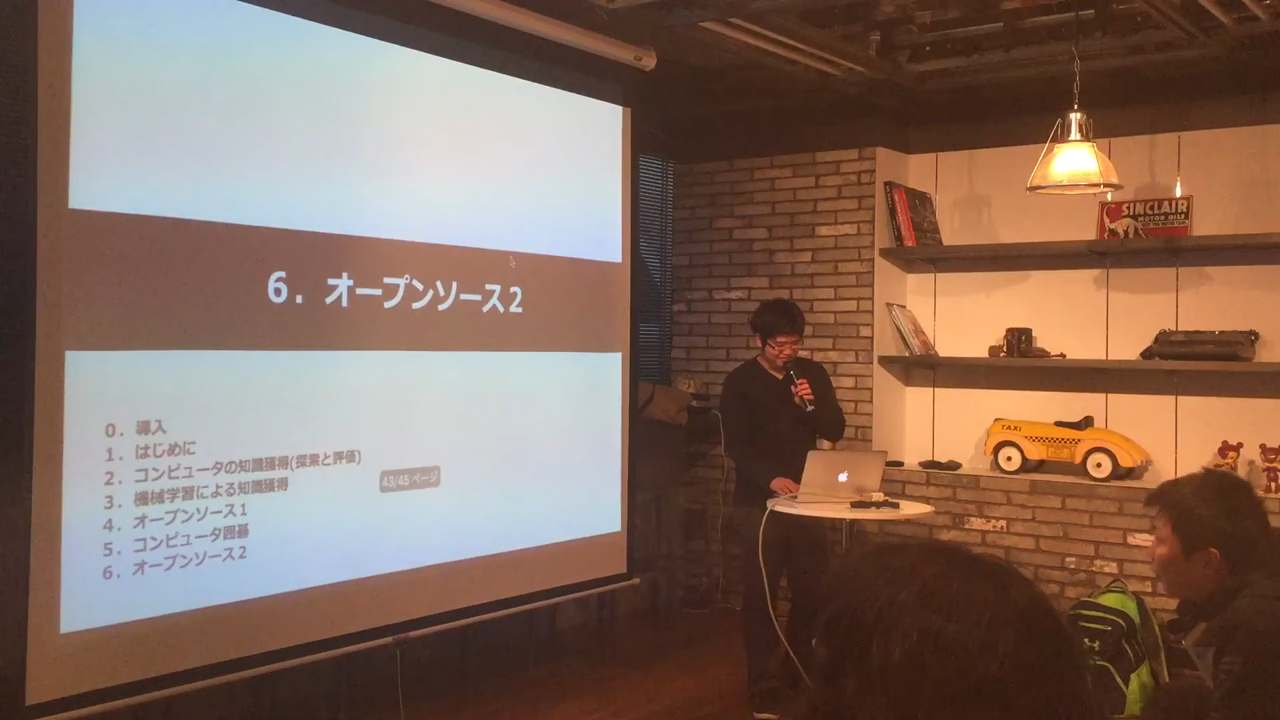 6. オープンソース2
0. 導入
1. はじめに
2. コンピュータの知識獲得(探索と評価)
3. 機械学習による知識獲得
4. オープンソース1
5. コンピュータ囲碁
6. オープンソース2
43/45 ページ
SINCLAIR
MOTOR OILS
TAXI